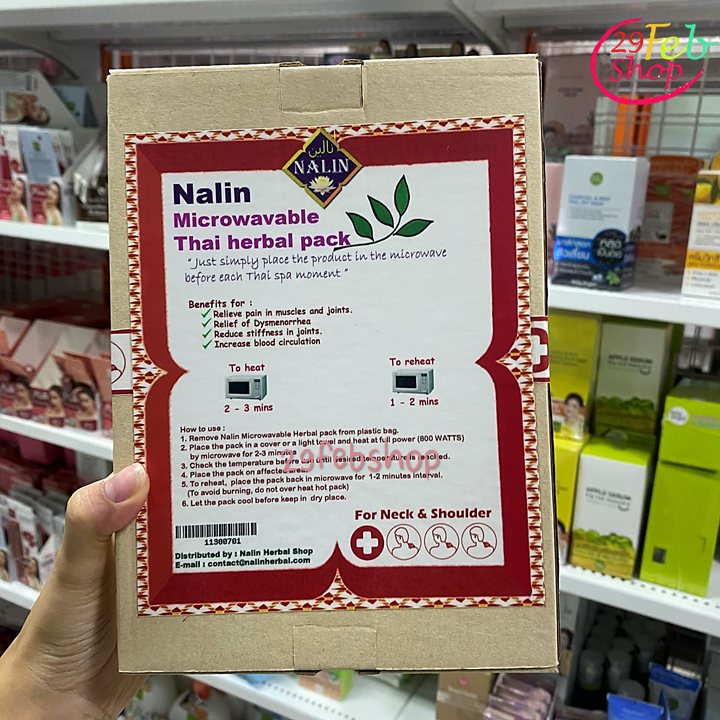 29Feb
Shop
نالين
NALIN
Nalin
Microwavable
Thai herbal pack
"Just simply place the product in the microwave
before each Thai spa moment"
Benefits for :
Relieve pain in muscles and joints.
Relief of Dysmenorrhea
Reduce stiffness in joints.
Increase blood circulation
To heat
2 - 3 mins
To reheat
1 - 2 mins
How to use :
1. Remove Nalin Microwavable Herbal pack from plastic bag.
2. Place the pack in a cover or a light towel and heat at full power (800 WATTS)
by microwave for 2-3 minutes
3. Check the temperature before use until desired temperature is reached.
4. Place the pack on affected area.
5. To reheat, place the pack back in microwave for 1-2 minutes interval.
(To avoid burning, do not over heat hot pack)
6. Let the pack cool before keep in dry place.
29febshop
For Neck & Shoulder
11300701
Distributed by : Nalin Herbal Shop
E-mail : contact@nalinherbal.com
APPLE SERUM
APPLE SERUM